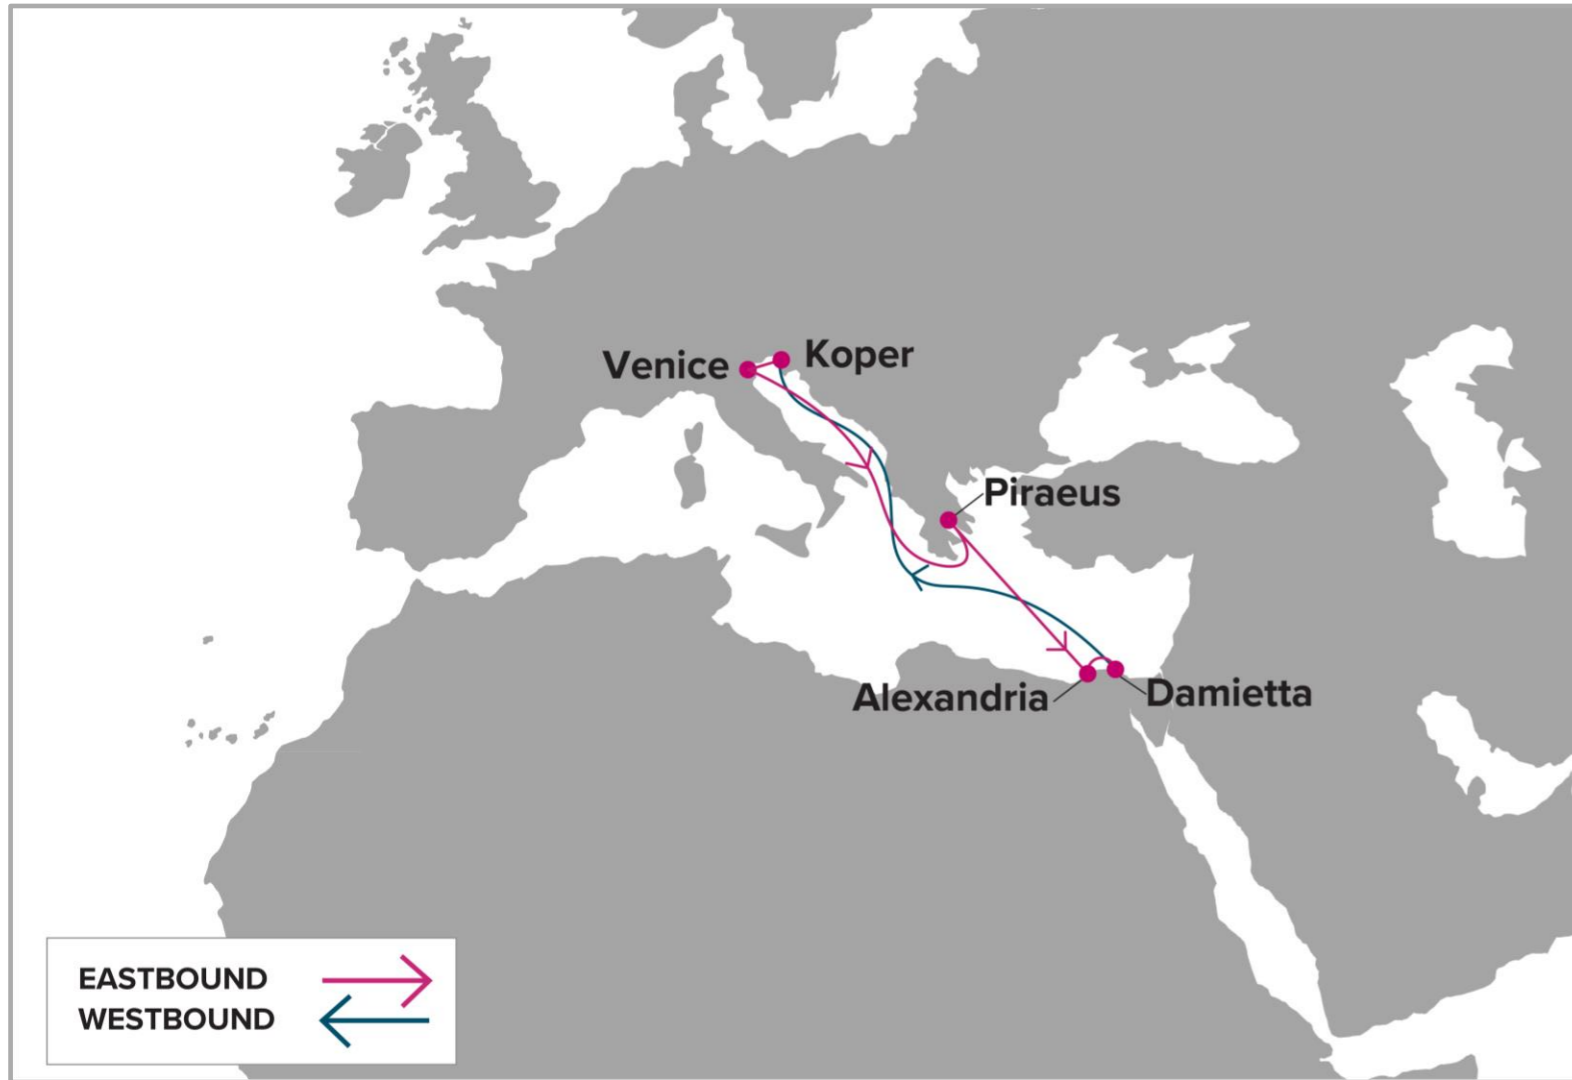 Venice
Koper
Piraeus
Alexandria
Damietta
EASTBOUND
WESTBOUND